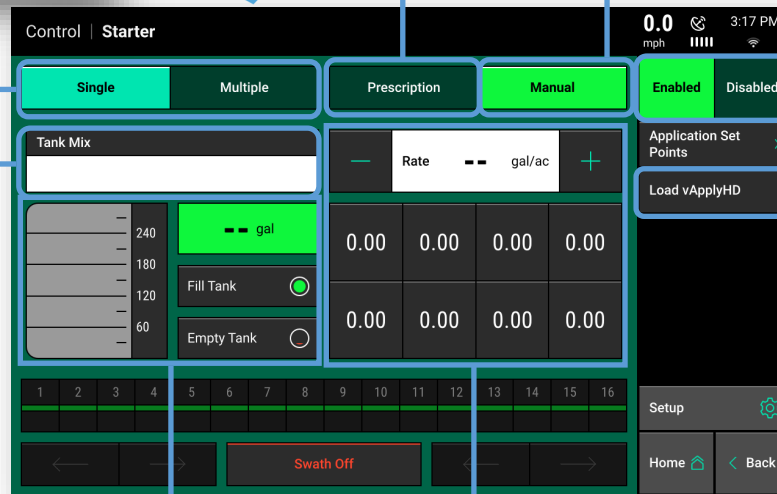 Control | Starter
0.0
mph
3:17 PM
Single
Multiple
Prescription
Manual
Enabled
Disabled
Tank Mix
Rate -- gal/ac
Application Set
Points
Load vApplyHD
240
180
120
60
-- gal
Fill Tank
Empty Tank
0.00 0.00 0.00 0.00
0.00 0.00 0.00 0.00
1 2 3 4 5 6 7 8 9 10 11 12 13 14 15 16
Swath Off
Setup
Home
Back